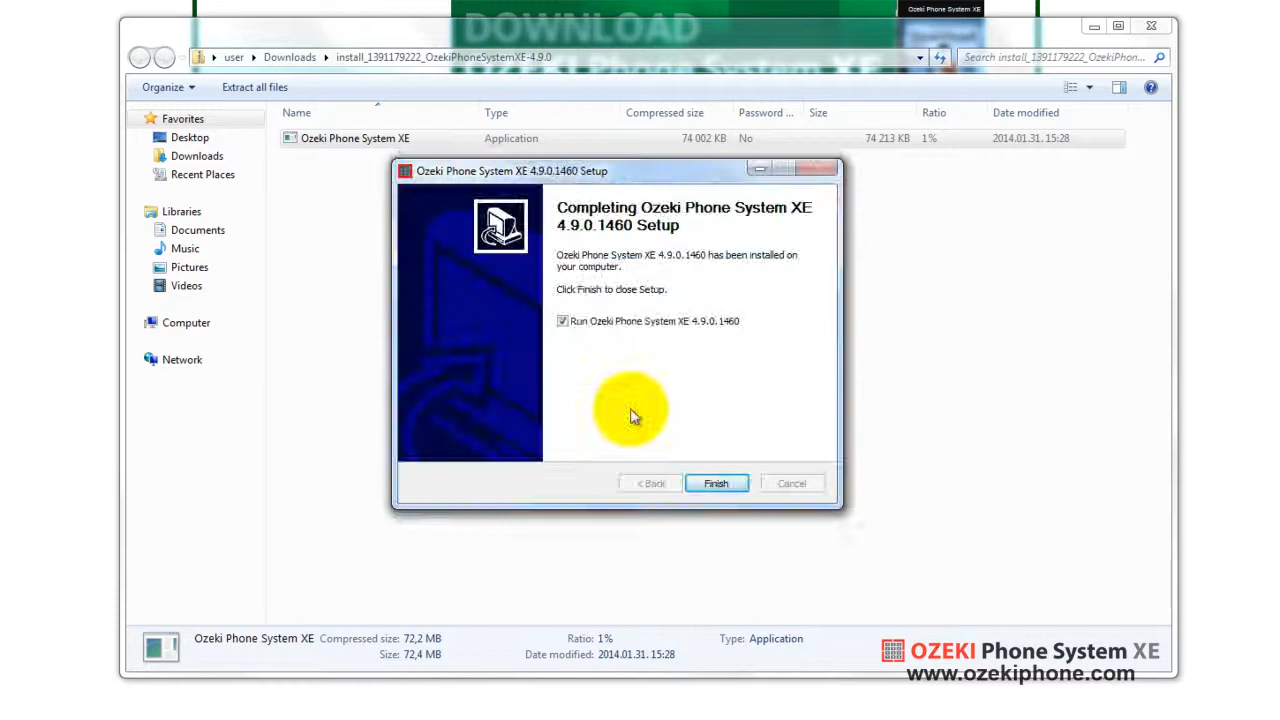 Ozeki Phone System XE
DOWNLOAD
user Downloads install_1391179222_OzekiPhoneSystemXE-4.9.0
Search install_1391179222_OzekiPhon...
Organize Extract all files
Name Type Compressed size Password ... Size Ratio Date modified
Ozeki Phone System XE Application 74 002 KB No 74 213 KB 1% 2014.01.31. 15:28
Favorites
Desktop
Downloads
Recent Places
Libraries
Documents
Music
Pictures
Videos
Computer
Network
Ozeki Phone System XE 4.9.0.1460 Setup
Completing Ozeki Phone System XE
4.9.0.1460 Setup
Ozeki Phone System XE 4.9.0.1460 has been installed on
your computer.
Click Finish to close Setup.
Run Ozeki Phone System XE 4.9.0.1460
< Back Finish Cancel
Ozeki Phone System XE Compressed size: 72,2 MB Ratio: 1% Type: Application
Size: 72,4 MB Date modified: 2014.01.31. 15:28
OZEKI Phone System XE
www.ozekiphone.com